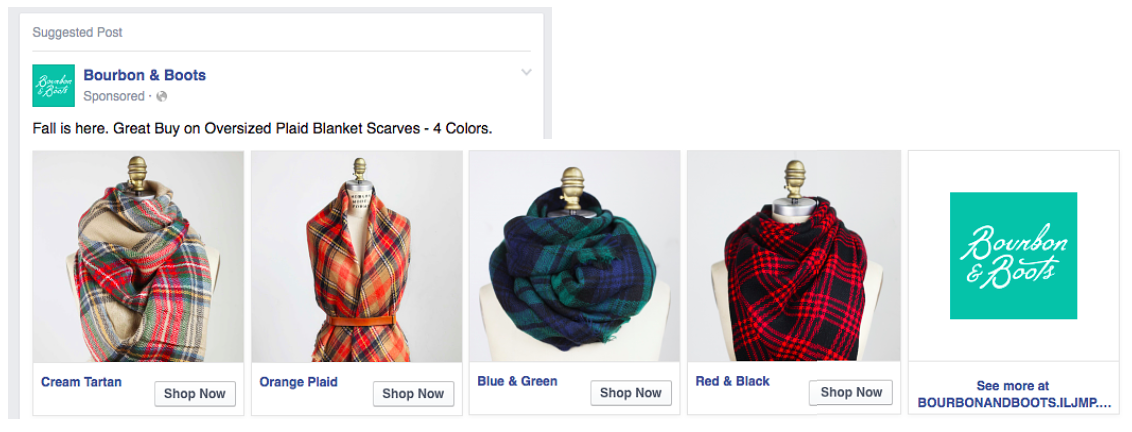 Suggested Post
Bourbon
& Boots
Bourbon & Boots
Sponsored ·
Fall is here. Great Buy on Oversized Plaid Blanket Scarves - 4 Colors.
Cream Tartan
Shop Now
Orange Plaid
Shop Now
Blue & Green
Shop Now
Red & Black
Shop Now
Bourbon
& Boots
See more at
BOURBONANDBOOTS.ILJMP....